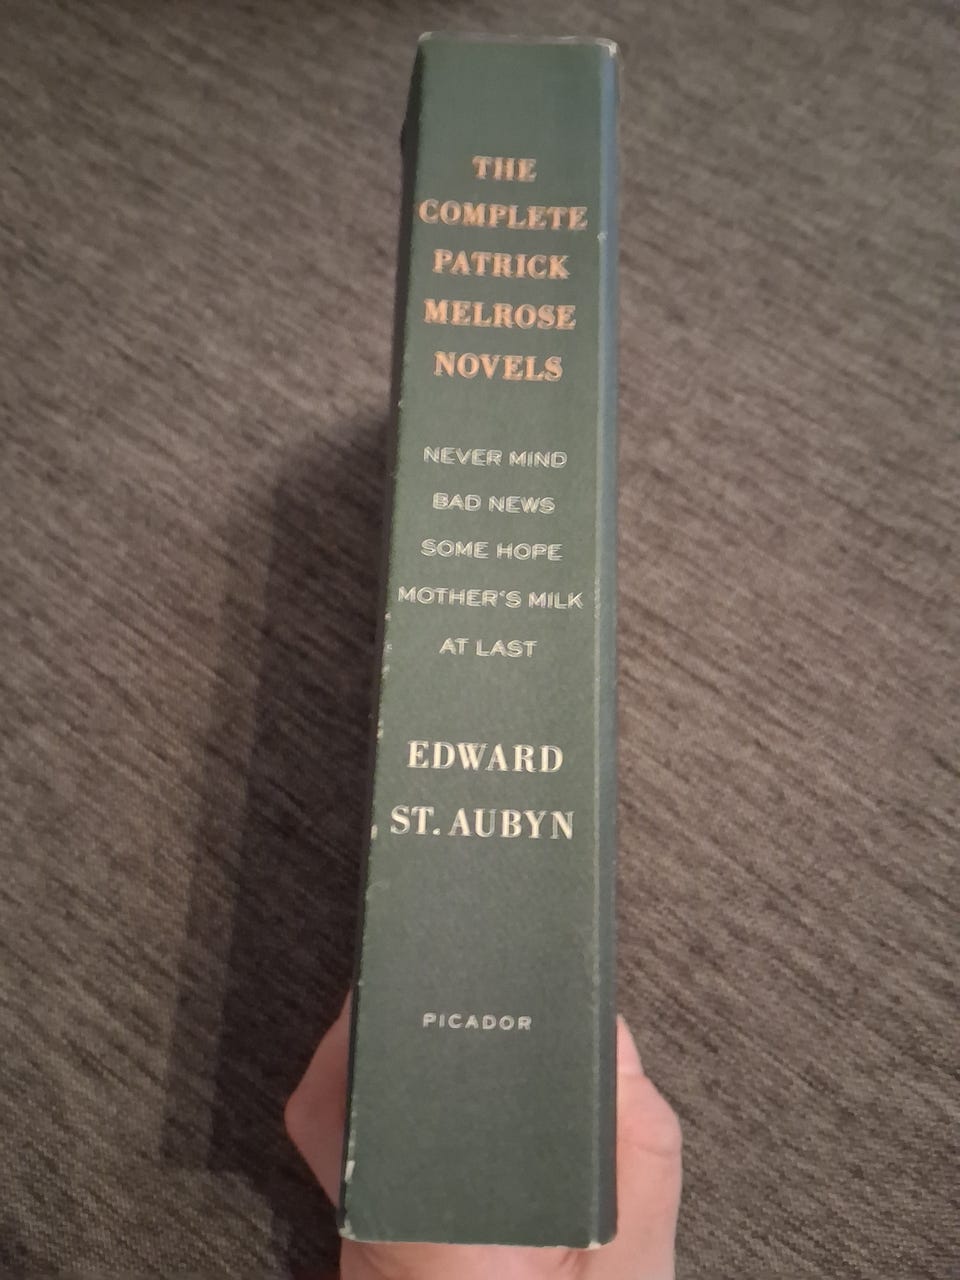 THE
COMPLETE
PATRICK
MELROSE
NOVELS
NEVER MIND
BAD NEWS
SOME HOPE
MOTHER'S MILK
AT LAST
EDWARD
ST. AUBYN
PICADOR